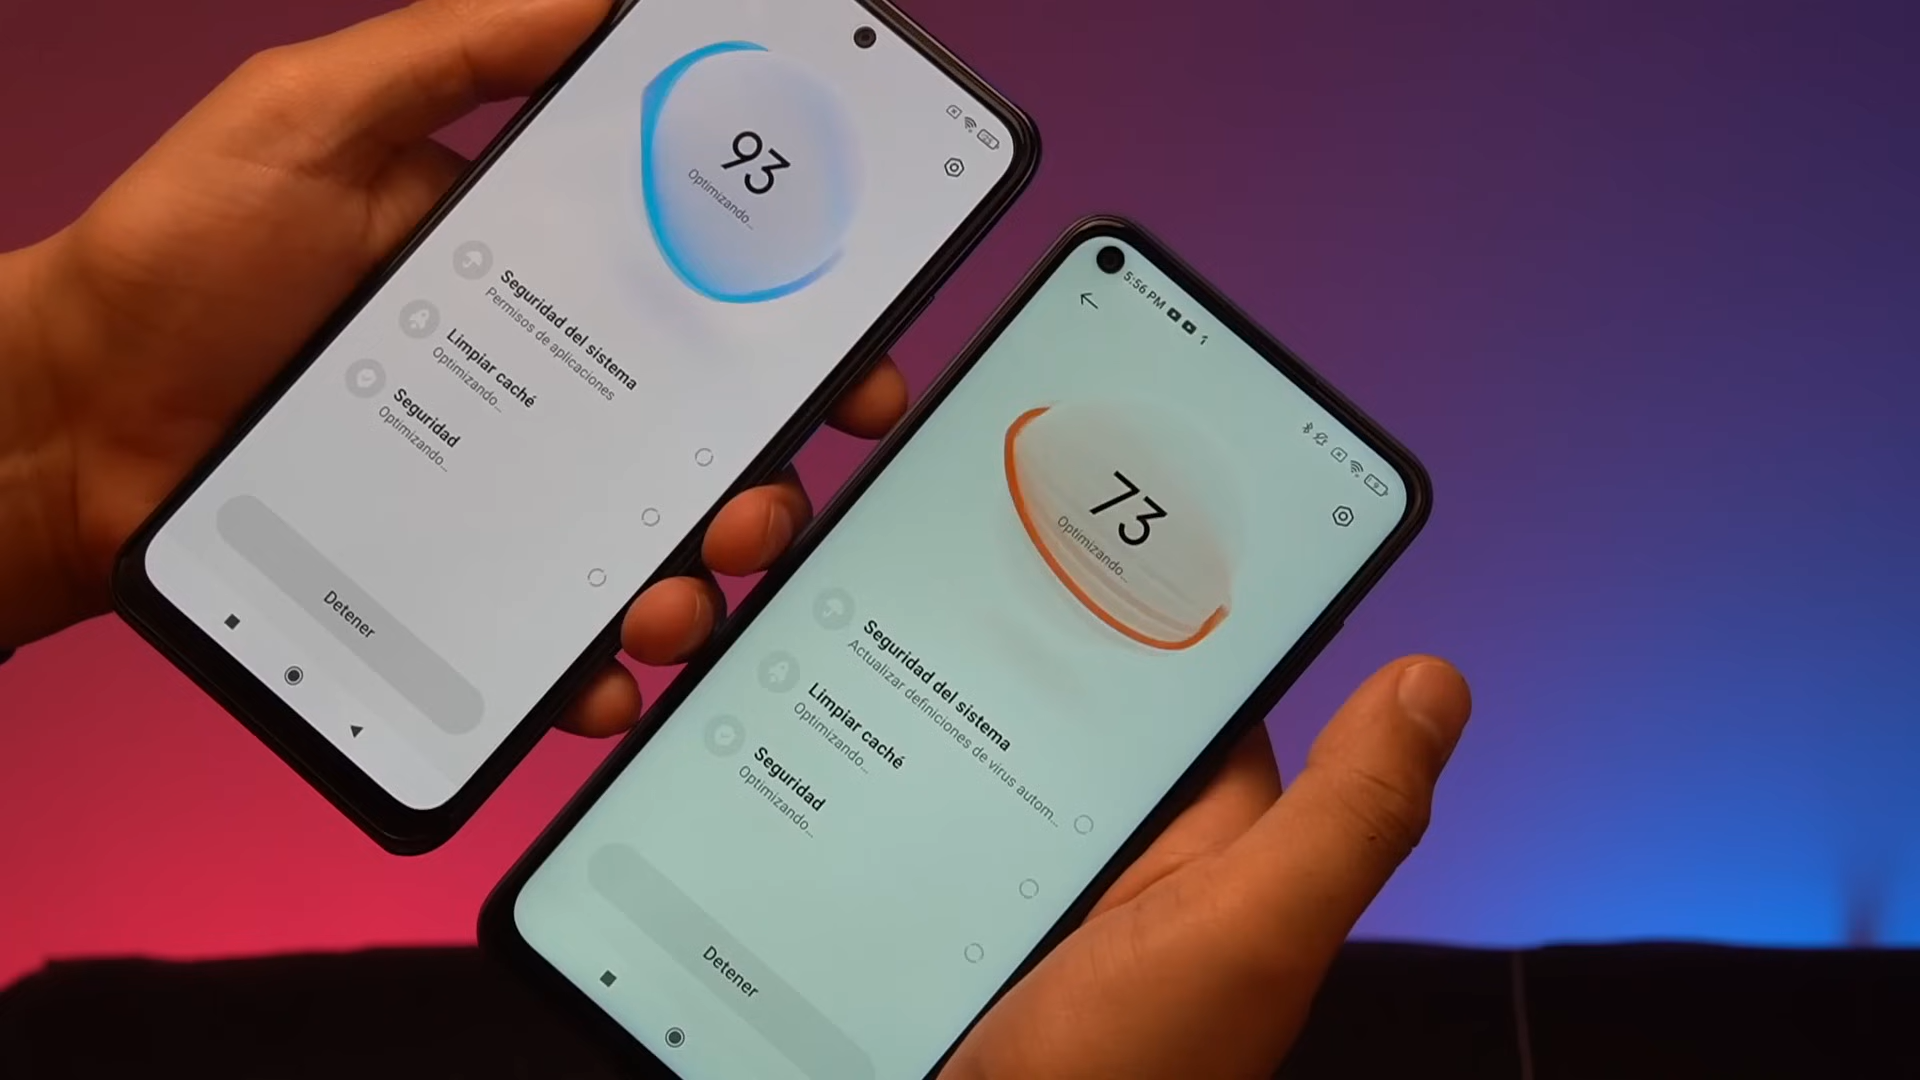 93
Optimizando...
Seguridad del sistema
Permisos de aplicaciones
Limpiar caché
Optimizando...
Seguridad
Optimizando...
Detener
5:56 PM
73
Optimizando...
Seguridad del sistema
Actualizar definiciones de virus autom...
Limpiar caché
Optimizando...
Seguridad
Optimizando...
Detener